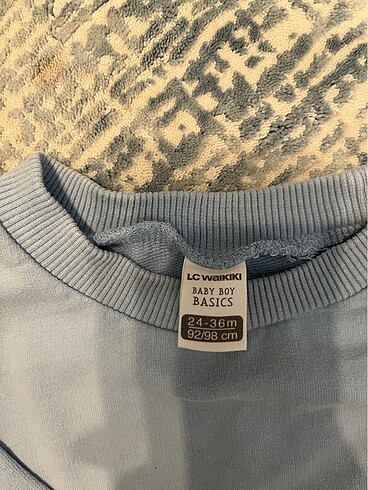 LC WAIKIKI
BABY BOY
BASICS
24-36m
92/98 cm